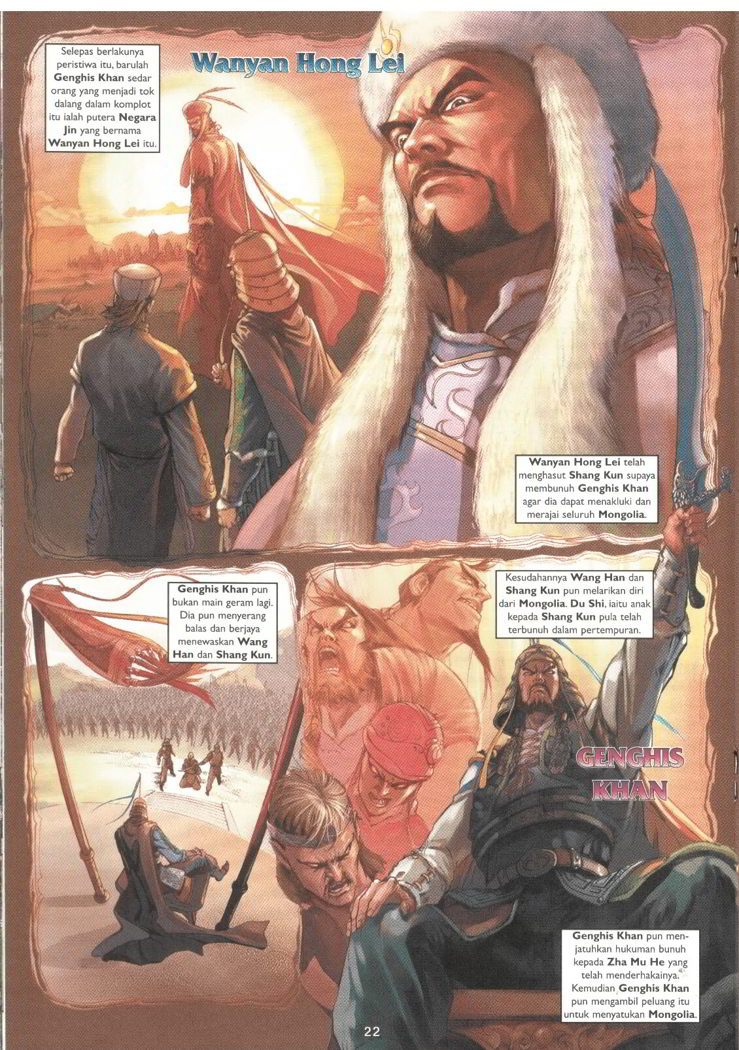 Selepas berlakunya
peristiwa itu, barulah
Genghis Khan sedar
orang yang menjadi tok
dalang dalam komplot
itu ialah putera Negara
Jin yang bernama
Wanyan Hong Lei itu.
Wanyan Hong Lei
Wanyan Hong Lei telah
menghasut Shang Kun supaya
membunuh Genghis Khan
agar dia dapat menakluki dan
merajai seluruh Mongolia.
Genghis Khan pun
bukan main geram lagi.
Dia pun menyerang
balas dan berjaya
menewaskan Wang
Han dan Shang Kun.
Kesudahannya Wang Han dan
Shang Kun pun melarikan diri
dari Mongolia. Du Shi, iaitu anak
kepada Shang Kun pula telah
terbunuh dalam pertempuran.
GENGHIS
KHAN
Genghis Khan pun men-
jatuhkan hukuman bunuh
kepada Zha Mu He yang
telah menderhakainya.
Kemudian Genghis Khan
pun mengambil peluang itu
untuk menyatukan Mongolia.
22